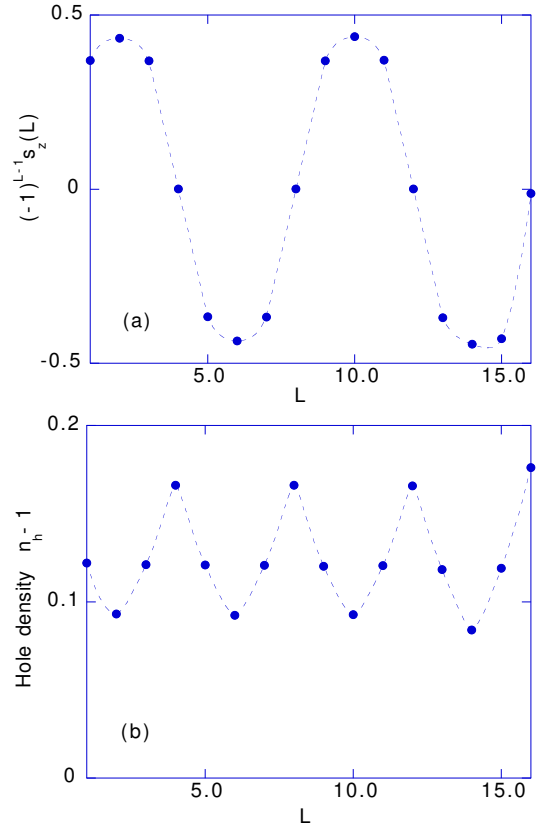 0.5
0
-0.5
(-1)^{L-1} s_z(L)
(a)
5.0 10.0 15.0
L
0.2
0.1
0
Hole density n_h - 1
(b)
5.0 10.0 15.0
L